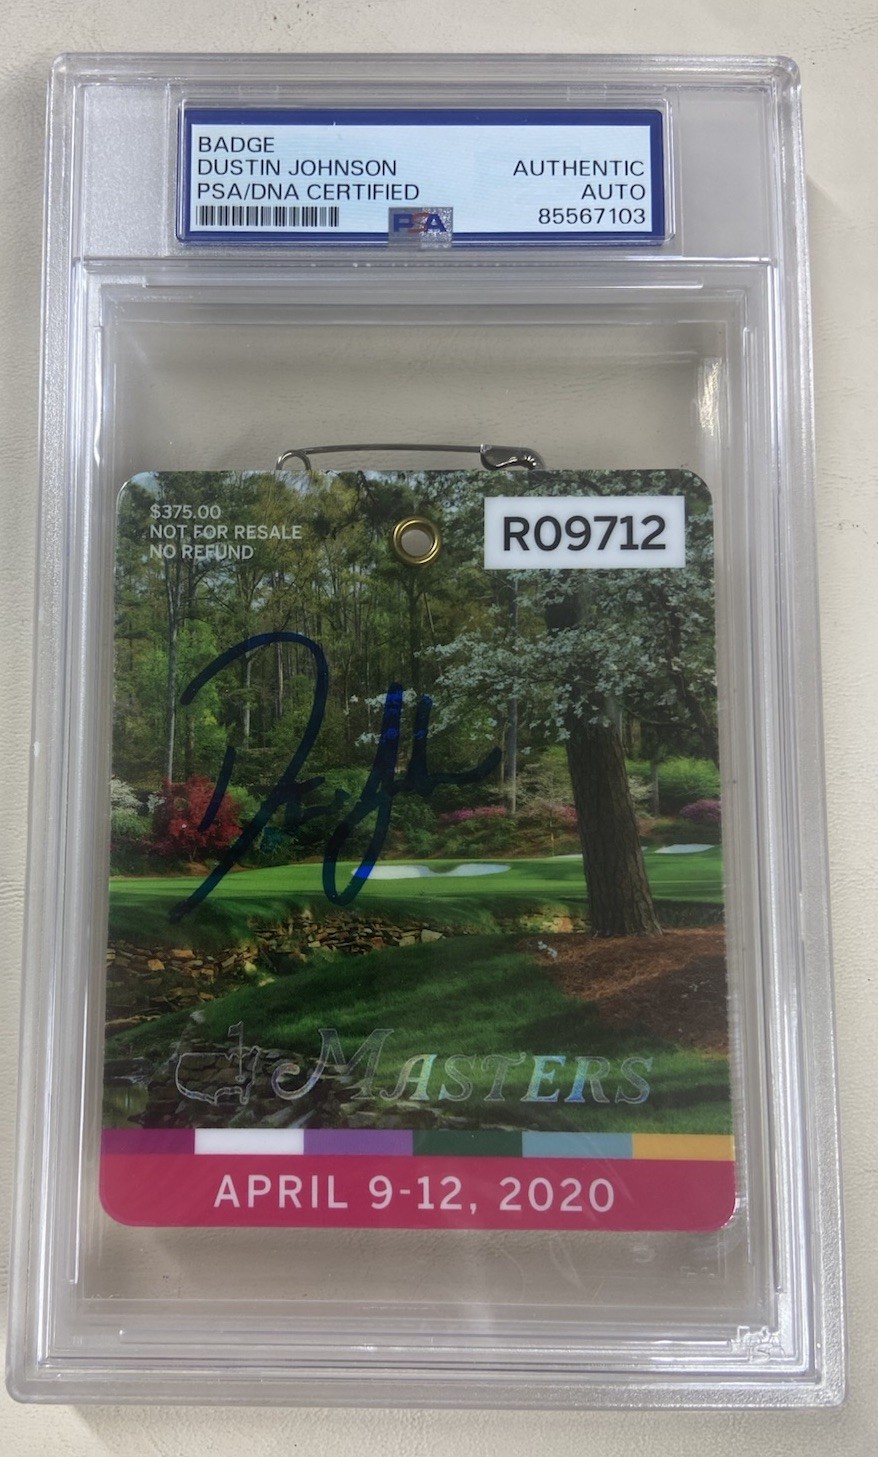 BADGE
DUSTIN JOHNSON
PSA/DNA CERTIFIED
AUTHENTIC
AUTO
85567103
PSA
$375.00
NOT FOR RESALE
NO REFUND
R09712
MASTERS
APRIL 9-12, 2020